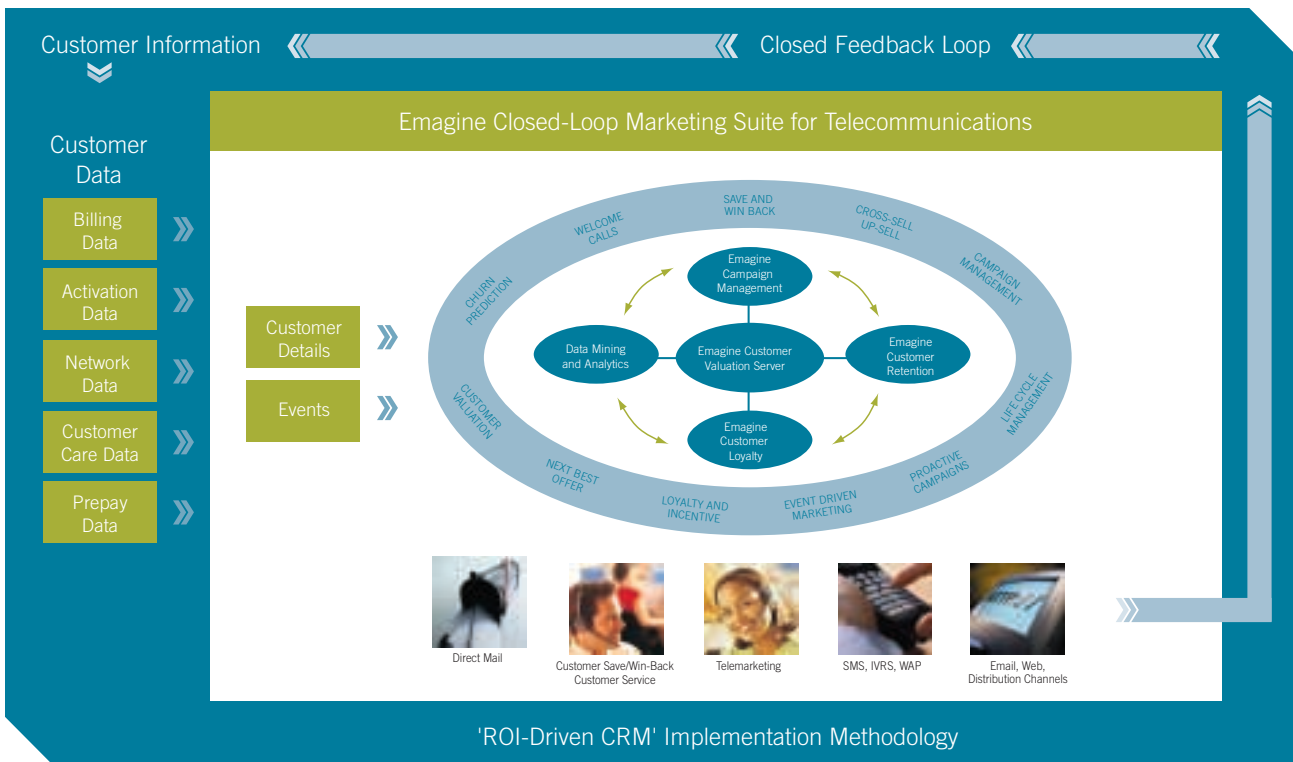 Customer Information
Closed Feedback Loop
Emagine Closed-Loop Marketing Suite for Telecommunications
Customer
Data
Billing
Data
Activation
Data
Network
Data
Customer
Care Data
Prepay
Data
Customer
Details
Events
SAVE AND
WIN BACK
CROSS-SELL
UP-SELL
CAMPAIGN
MANAGEMENT
LIFE CYCLE
MANAGEMENT
PROACTIVE
CAMPAIGNS
EVENT DRIVEN
MARKETING
LOYALTY AND
INCENTIVE
NEXT BEST
OFFER
CUSTOMER
VALUATION
CHURN
PREDICTION
WELCOME
CALLS
Emagine
Campaign
Management
Data Mining
and Analytics
Emagine Customer
Valuation Server
Emagine
Customer
Retention
Emagine
Customer
Loyalty
Direct Mail
Customer Save/Win-Back
Customer Service
Telemarketing
SMS, IVRS, WAP
Email, Web,
Distribution Channels
'ROI-Driven CRM' Implementation Methodology